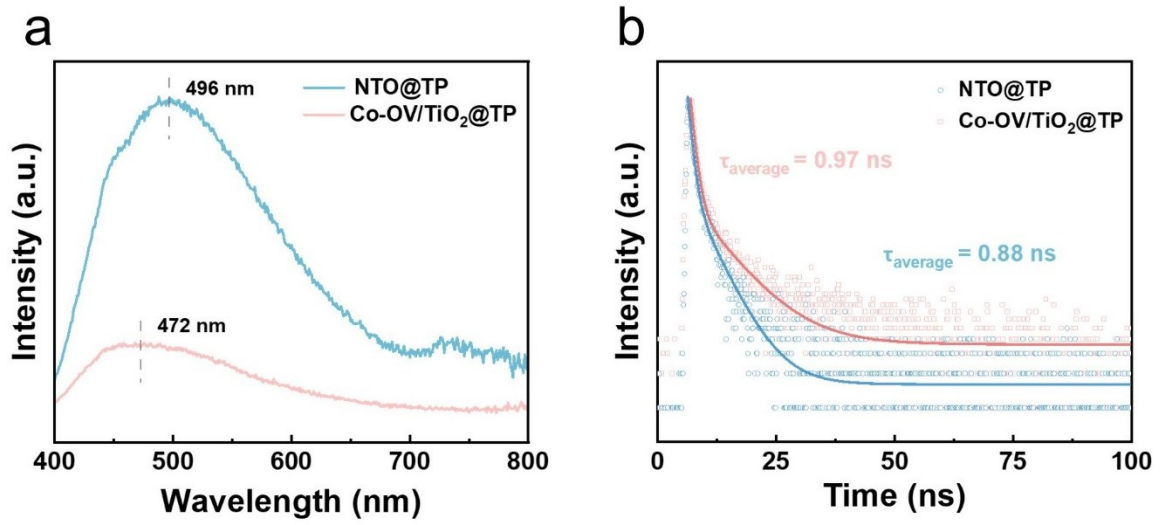 a
496 nm
NTO@TP
Co-OV/TiO₂@TP
472 nm
Intensity (a.u.)
400 500 600 700 800
Wavelength (nm)
b
NTO@TP
Co-OV/TiO₂@TP
τaverage = 0.97 ns
τaverage = 0.88 ns
Intensity (a.u.)
0 25 50 75 100
Time (ns)